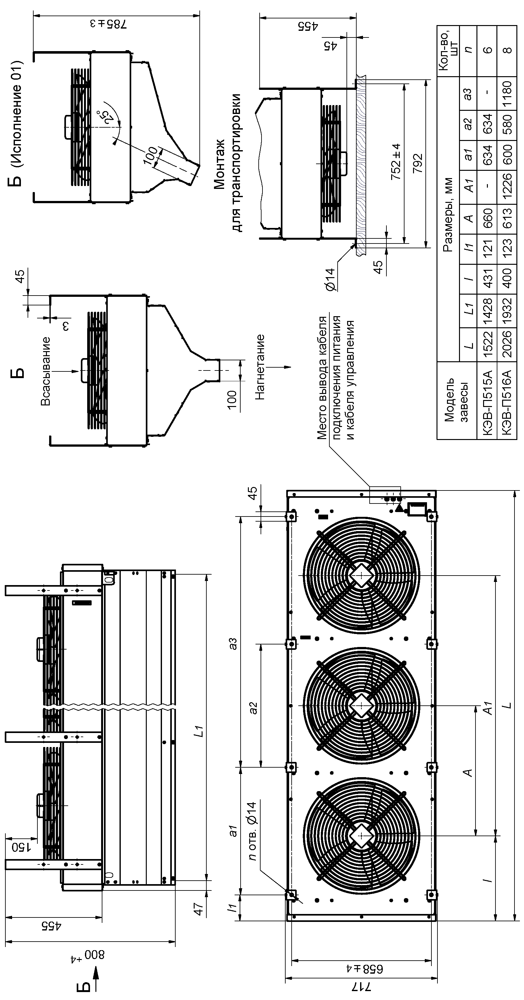 Б
800 +4
455
150
47
L1
Б
Всасывание
45
3
100
Нагнетание
Б (Исполнение 01)
785±3
25°
100
Монтаж
для транспортировки
455
45
752±4
792
Ø14
45
Место вывода кабеля
подключения питания
и кабеля управления
717
658±4
l1
a1
a2
a3
45
n отв. Ø14
l
A
A1
L
Модель завесы Размеры, мм Кол-во, шт
L L1 l l1 A A1 a1 a2 a3 n
КЭВ-П515А 1522 1428 431 121 660 - 634 634 - 6
КЭВ-П516А 2026 1932 400 123 613 1226 600 580 1180 8